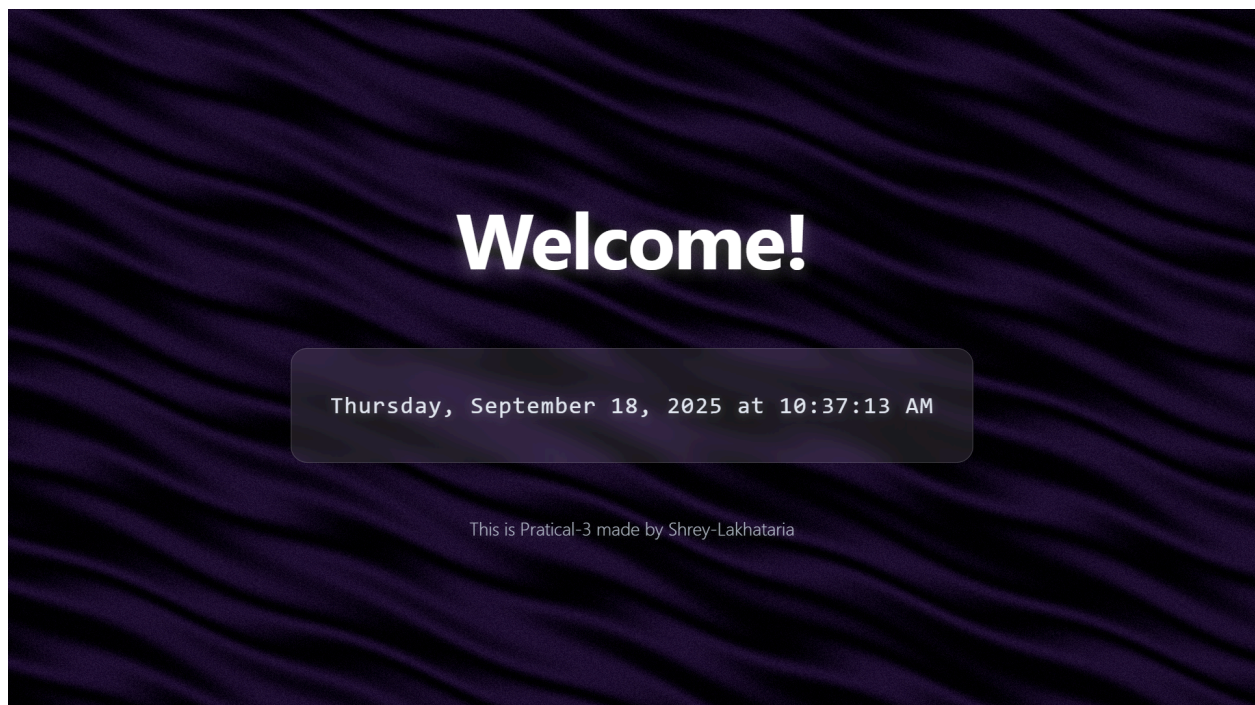 Welcome!
Thursday, September 18, 2025 at 10:37:13 AM
This is Pratical-3 made by Shrey-Lakhataria